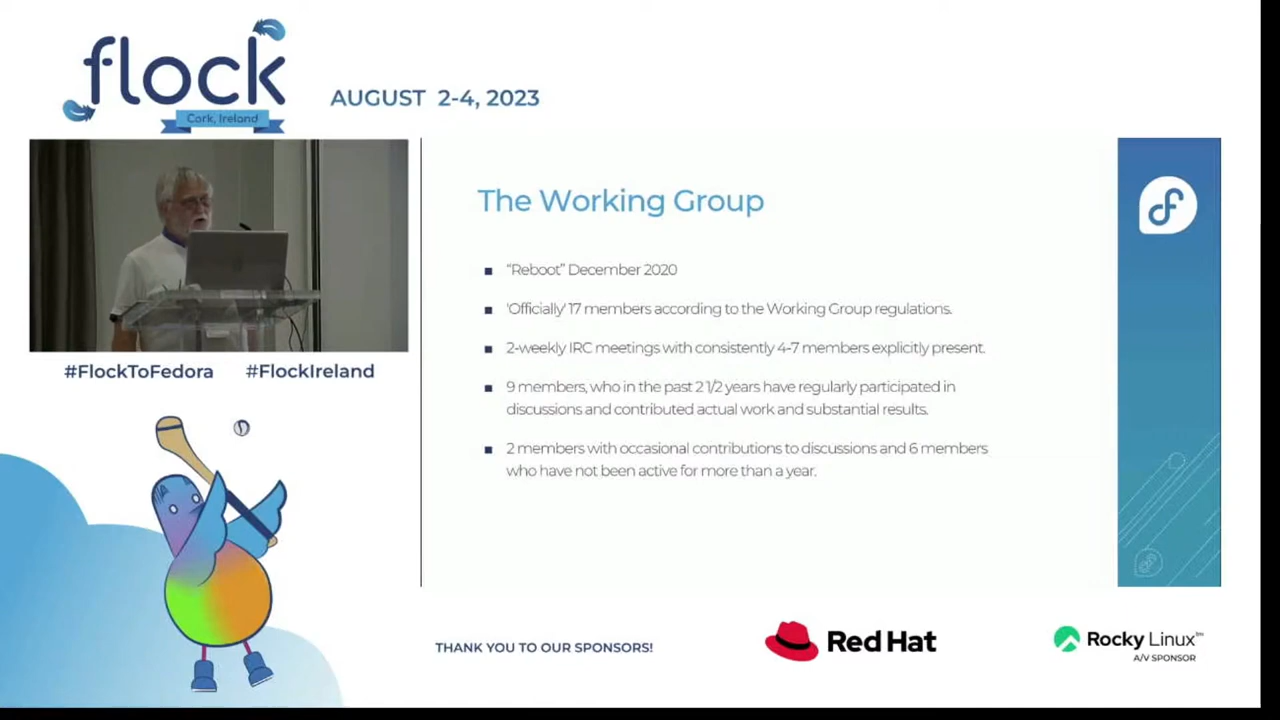 flock
Cork, Ireland
AUGUST 2-4, 2023
The Working Group
"Reboot" December 2020
'Officially' 17 members according to the Working Group regulations.
2-weekly IRC meetings with consistently 4-7 members explicitly present.
9 members, who in the past 2 1/2 years have regularly participated in
discussions and contributed actual work and substantial results.
2 members with occasional contributions to discussions and 6 members
who have not been active for more than a year.
#FlockToFedora #FlockIreland
THANK YOU TO OUR SPONSORS!
Red Hat
Rocky Linux™
A/V SPONSOR